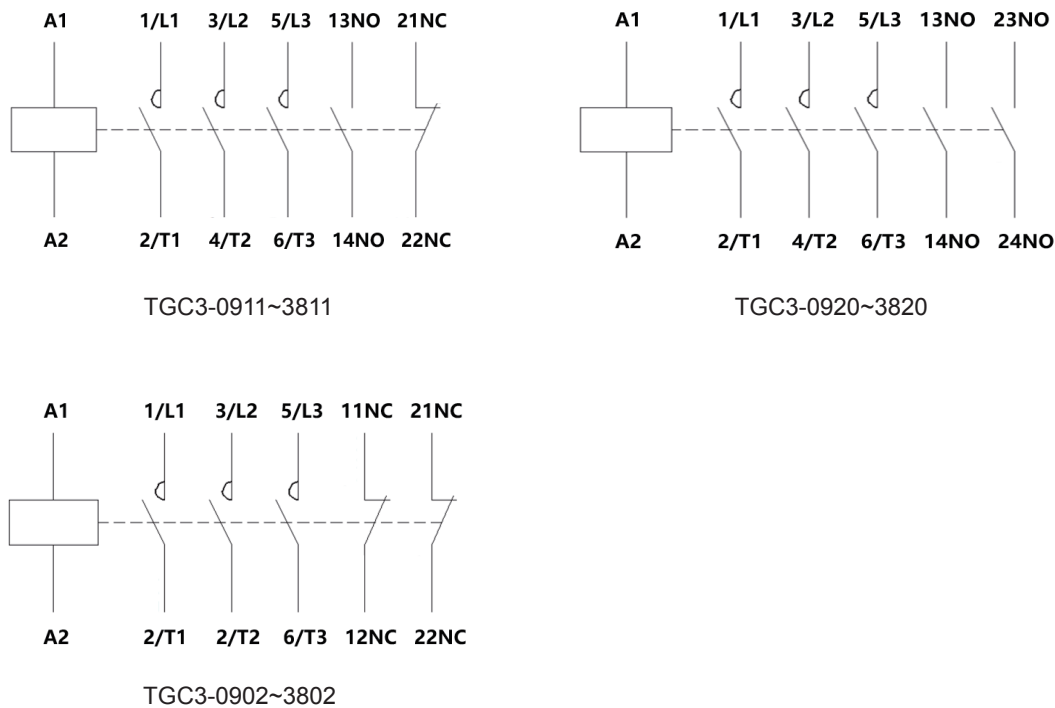 A1 1/L1 3/L2 5/L3 13NO 21NC
A2 2/T1 4/T2 6/T3 14NO 22NC
TGC3-0911~3811
A1 1/L1 3/L2 5/L3 13NO 23NO
A2 2/T1 4/T2 6/T3 14NO 24NO
TGC3-0920~3820
A1 1/L1 3/L2 5/L3 11NC 21NC
A2 2/T1 2/T2 6/T3 12NC 22NC
TGC3-0902~3802